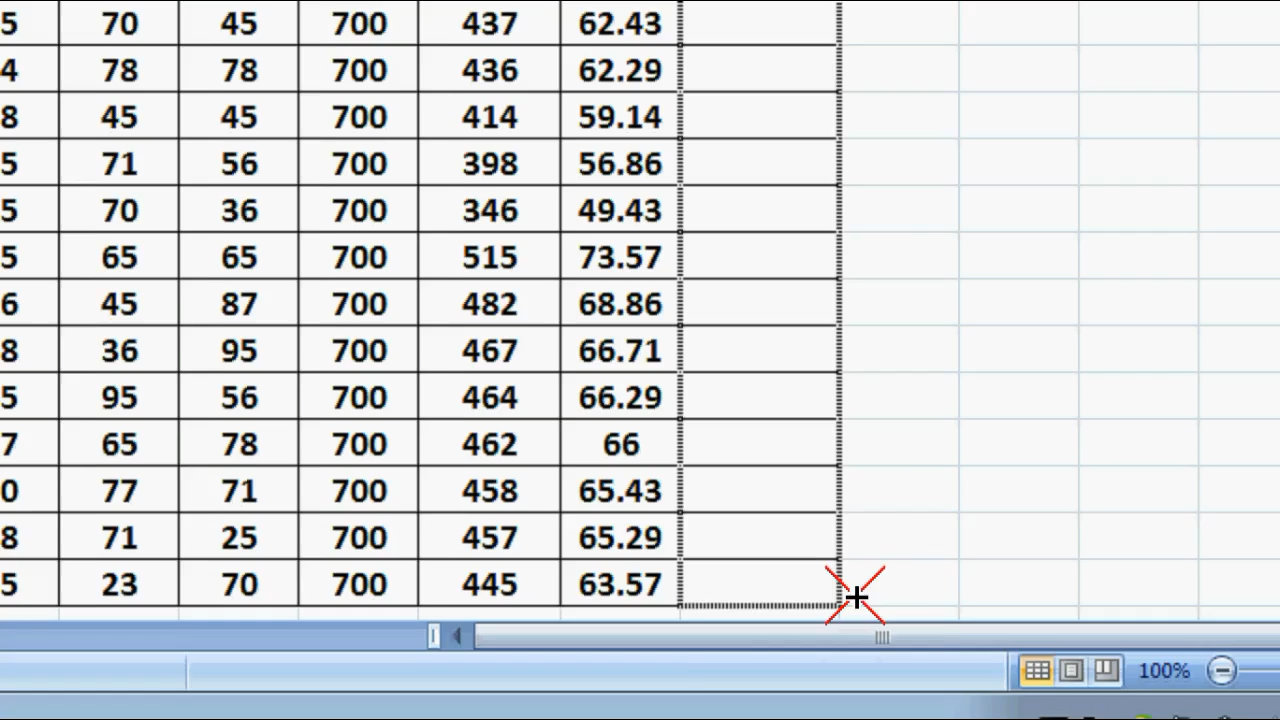 5 70 45 700 437 62.43
4 78 78 700 436 62.29
8 45 45 700 414 59.14
5 71 56 700 398 56.86
5 70 36 700 346 49.43
5 65 65 700 515 73.57
6 45 87 700 482 68.86
8 36 95 700 467 66.71
5 95 56 700 464 66.29
7 65 78 700 462 66
0 77 71 700 458 65.43
8 71 25 700 457 65.29
5 23 70 700 445 63.57
100%